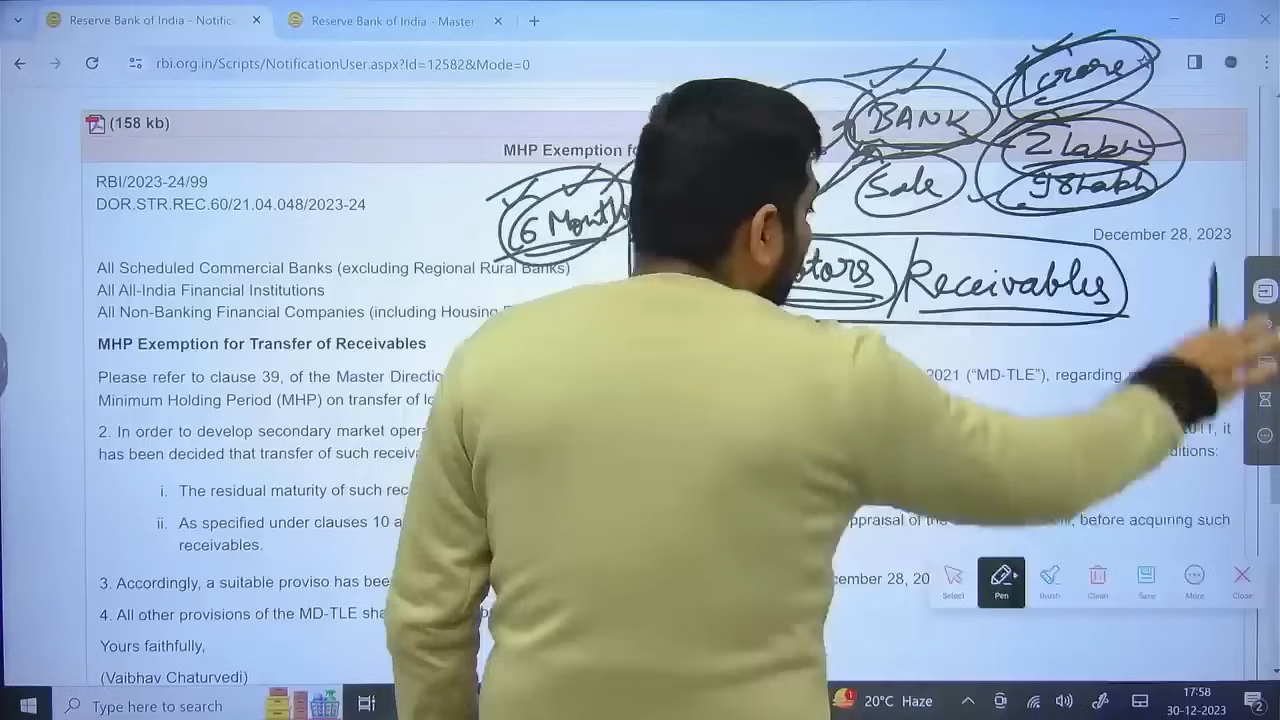 Reserve Bank of India - Notific
Reserve Bank of India - Master
rbi.org.in/Scripts/NotificationUser.aspx?Id=12582&Mode=0
1 crore
BANK
(158 kb)
2 Lakh
MHP Exemption fo
Sale
98 Lakh
RBI/2023-24/99
6 Month
DOR.STR.REC.60/21.04.048/2023-24
December 28, 2023
All Scheduled Commercial Banks (excluding Regional Rural Banks)
tors / Receivables
All All-India Financial Institutions
All Non-Banking Financial Companies (including Housing
MHP Exemption for Transfer of Receivables
Please refer to clause 39, of the Master Directio 2021 (“MD-TLE”), regarding
Minimum Holding Period (MHP) on transfer of lo
2. In order to develop secondary market oper 2011, it
has been decided that transfer of such receiva ditions:
i. The residual maturity of such rec
ii. As specified under clauses 10 a ppraisal of the before acquiring such
receivables.
3. Accordingly, a suitable proviso has bee cember 28, 20
4. All other provisions of the MD-TLE sha
Select Pen Brush Clean Save More Close
Yours faithfully,
(Vaibhav Chaturvedi)
Type here to search
1
20°C Haze
17:58
30-12-2023
2